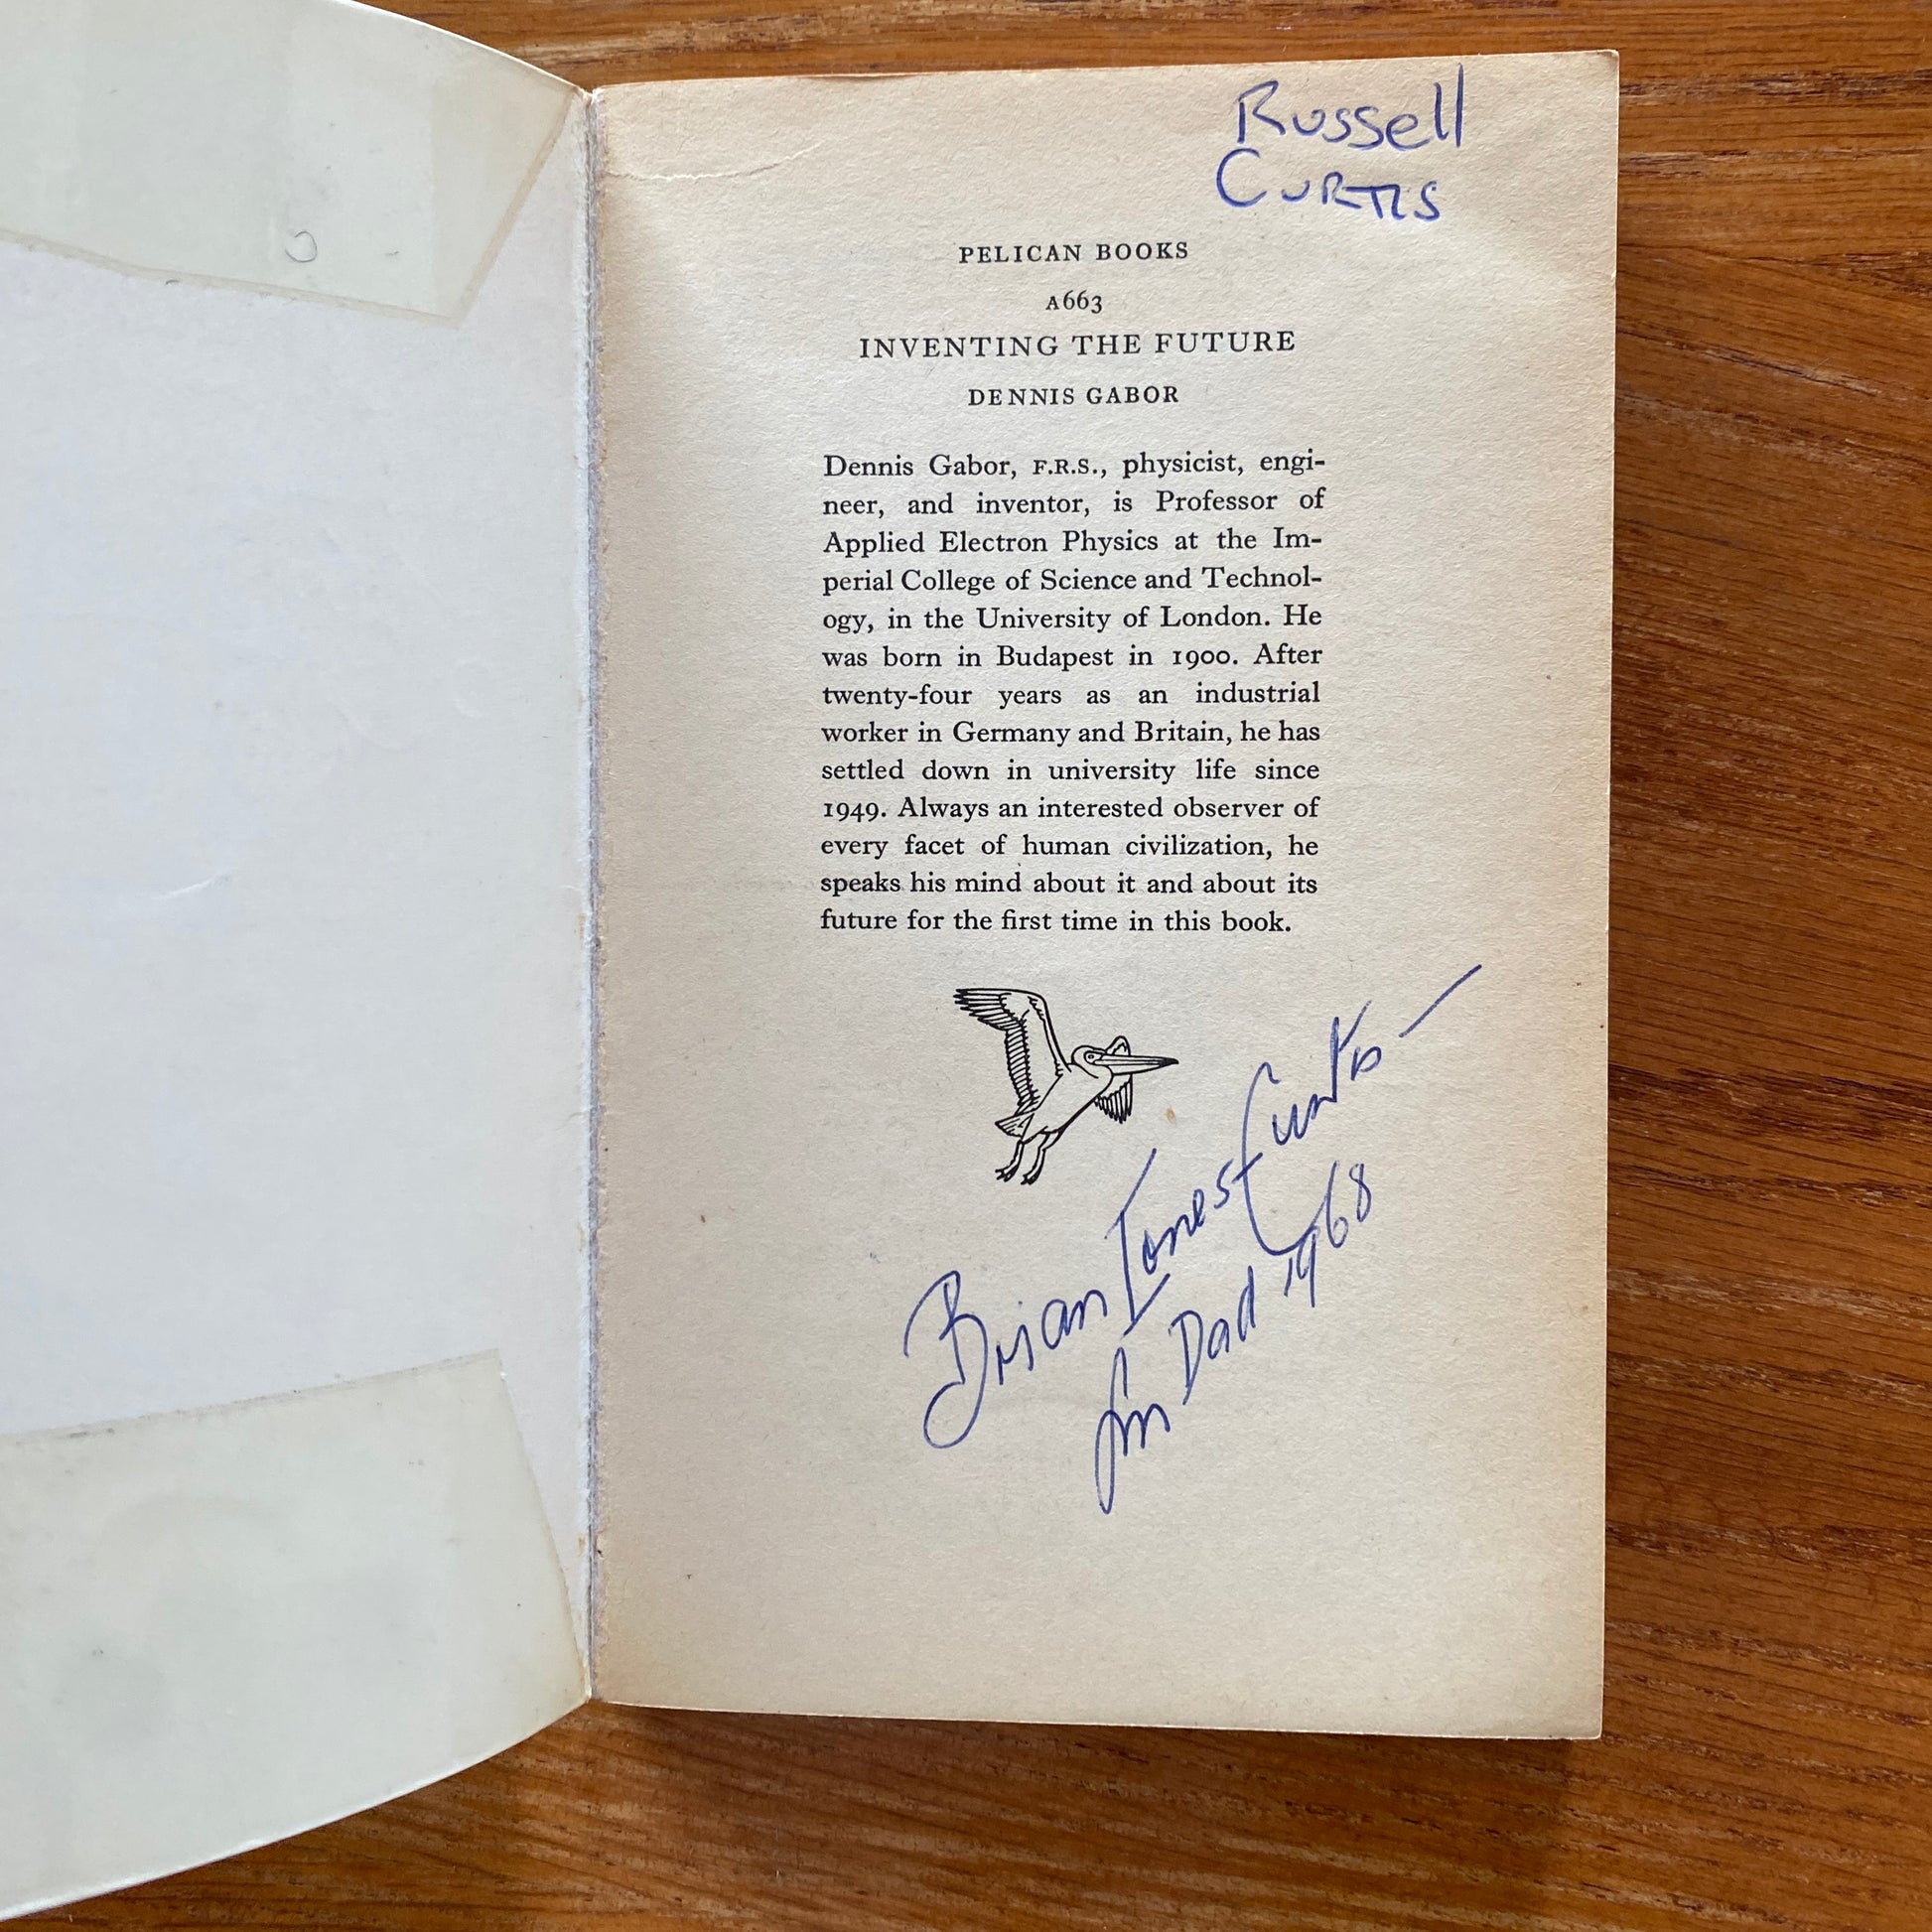 Russell
CURTIS
PELICAN BOOKS
A663
INVENTING THE FUTURE
DENNIS GABOR
Dennis Gabor, F.R.S., physicist, engi-
neer, and inventor, is Professor of
Applied Electron Physics at the Im-
perial College of Science and Technol-
ogy, in the University of London. He
was born in Budapest in 1900. After
twenty-four years as an industrial
worker in Germany and Britain, he has
settled down in university life since
1949. Always an interested observer of
every facet of human civilization, he
speaks his mind about it and about its
future for the first time in this book.
Brian Jones Curtis —
fm Dad 1968